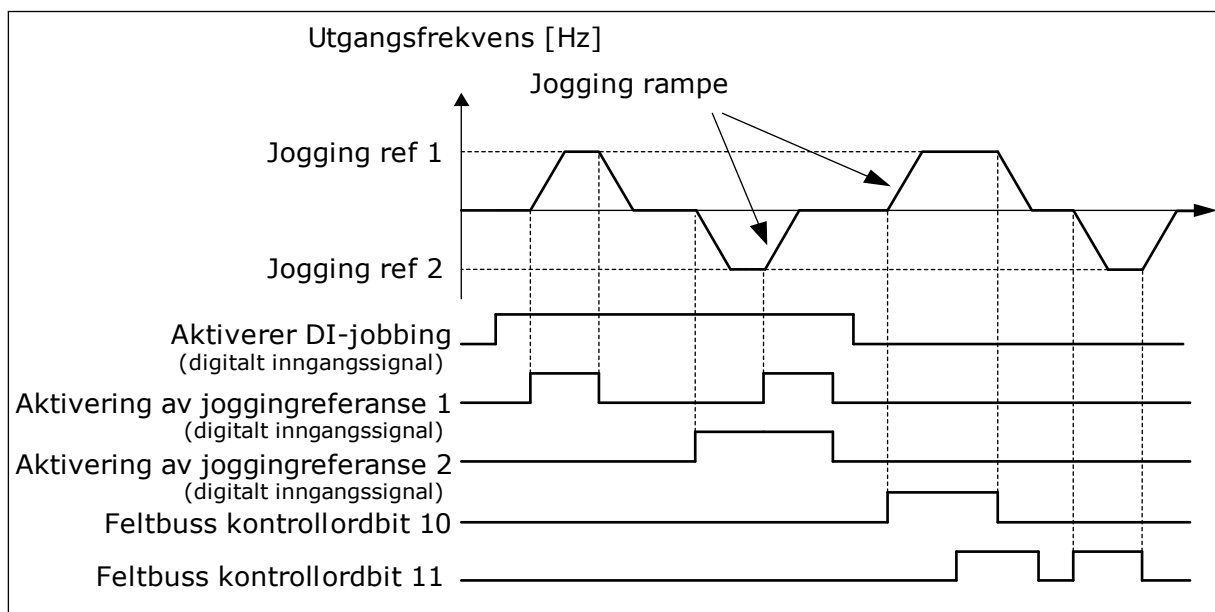 Utgangsfrekvens [Hz]
Jogging rampe
Jogging ref 1
Jogging ref 2
Aktiverer DI-jobbing
(digitalt inngangssignal)
Aktivering av joggingreferanse 1
(digitalt inngangssignal)
Aktivering av joggingreferanse 2
(digitalt inngangssignal)
Feltbuss kontrollordbit 10
Feltbuss kontrollordbit 11